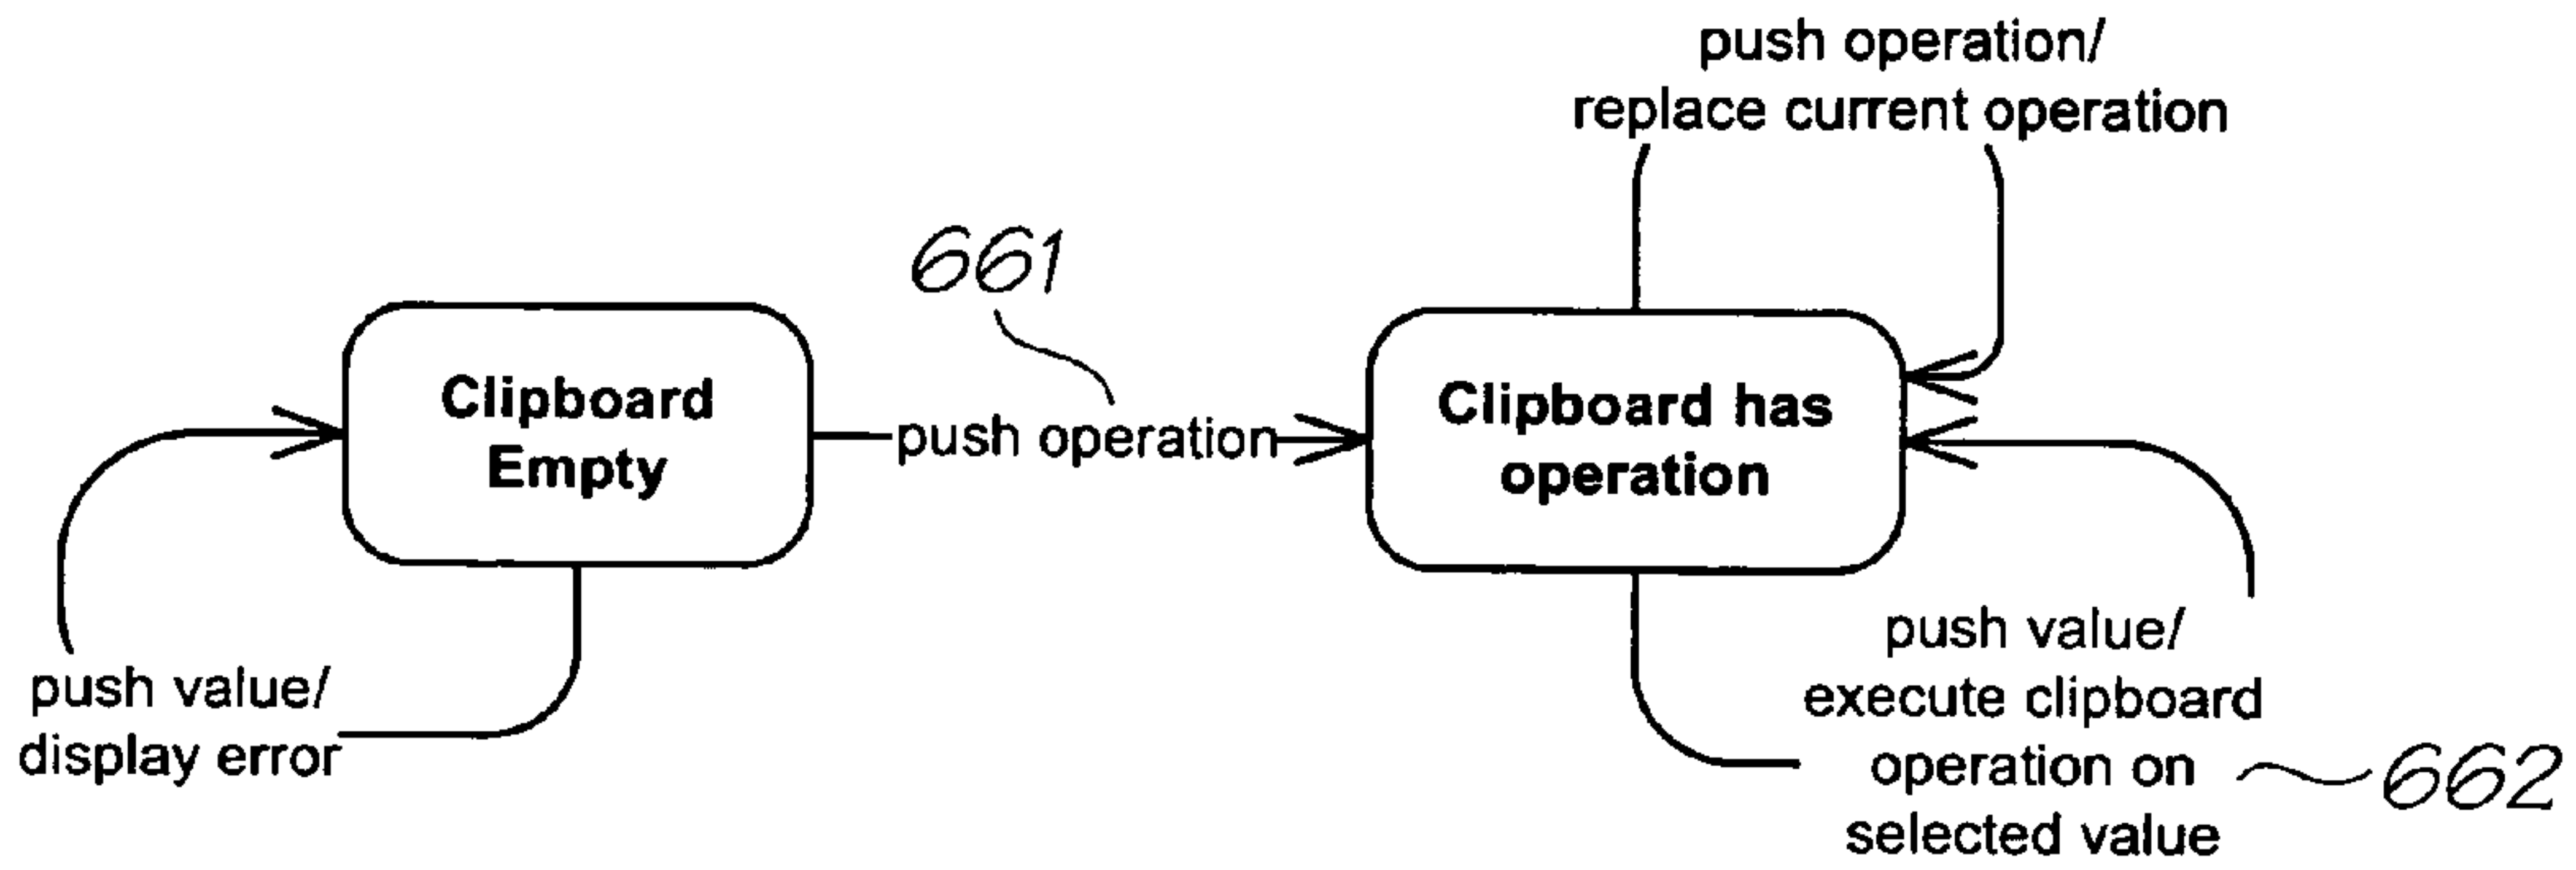 push operation/
replace current operation
661
Clipboard
Empty
push operation
Clipboard has
operation
push value/
display error
push value/
execute clipboard
operation on
selected value
662